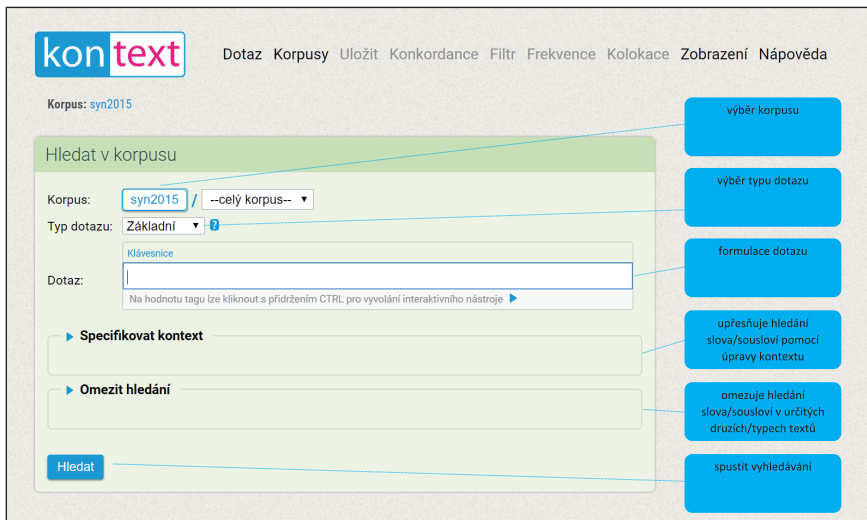 kontext
Dotaz Korpusy Uložit Konkordance Filtr Frekvence Kolokace Zobrazení Nápověda
Korpus: syn2015
Hledat v korpusu
Korpus: syn2015 / --celý korpus--
Typ dotazu: Základní ?
Klávesnice
Dotaz:
Na hodnotu tagu lze kliknout s přidržením CTRL pro vyvolání interaktivního nástroje
Specifikovat kontext
Omezit hledání
Hledat
výběr korpusu
výběr typu dotazu
formulace dotazu
upřesňuje hledání
slova/sousloví pomocí
úpravy kontextu
omezuje hledání
slova/sousloví v určitých
druzích/typech textů
spustit vyhledávání